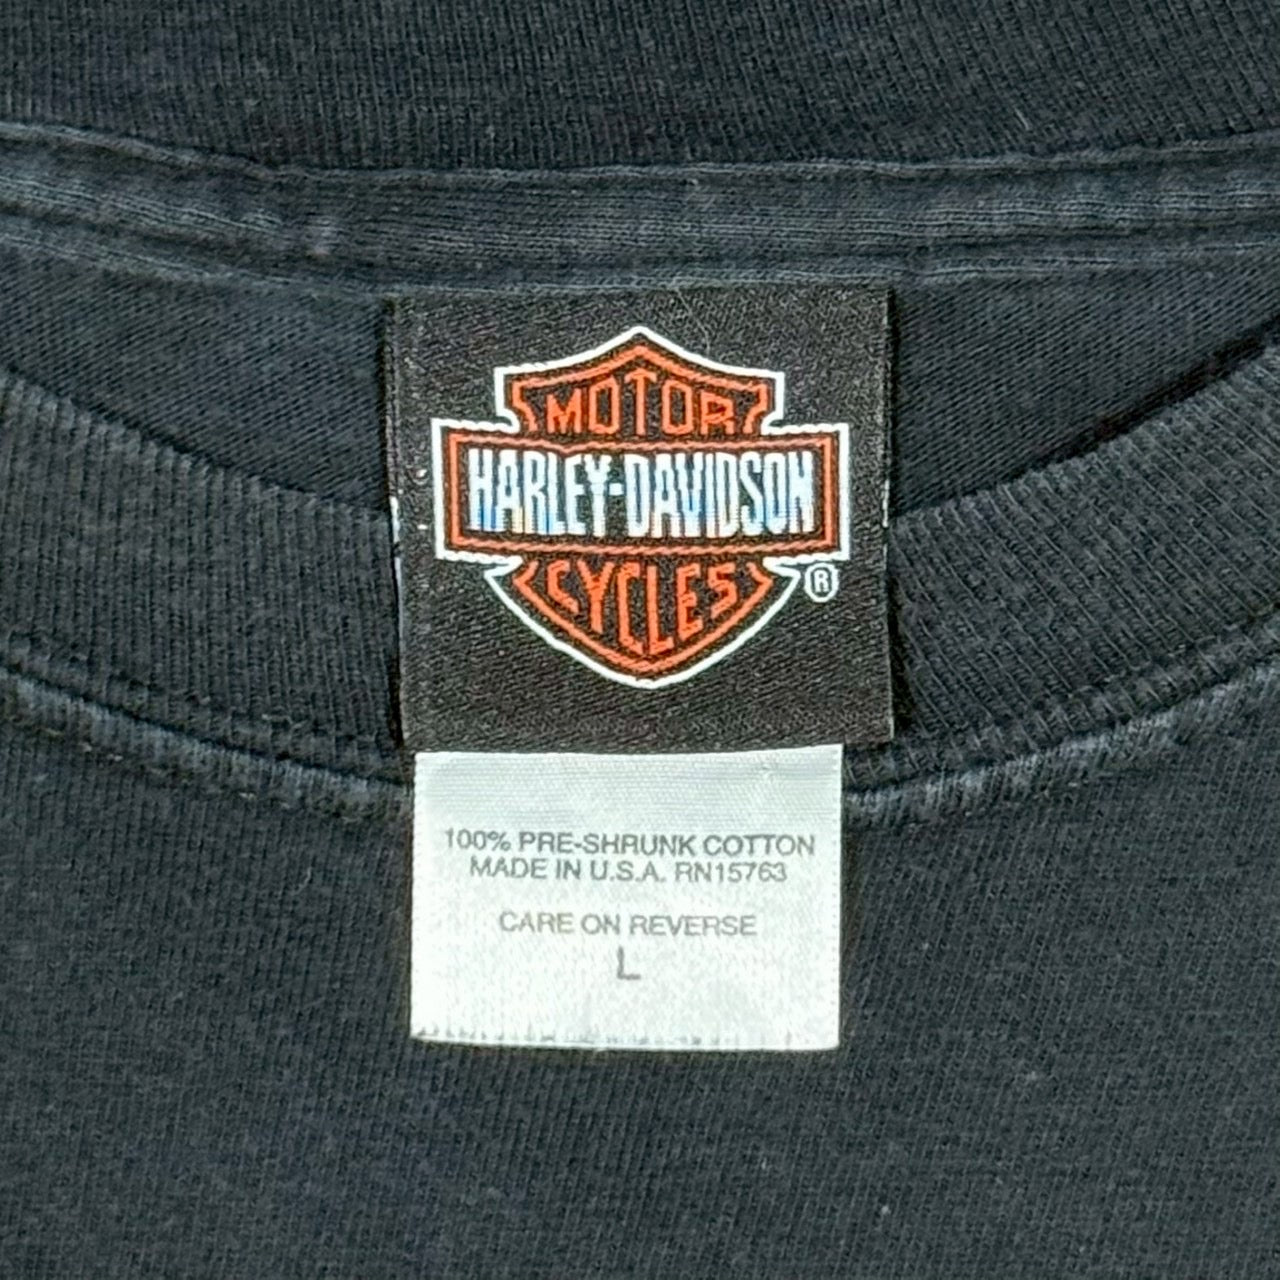 MOTOR
HARLEY-DAVIDSON
CYCLES
®
100% PRE-SHRUNK COTTON
MADE IN U.S.A. RN15763
CARE ON REVERSE
L